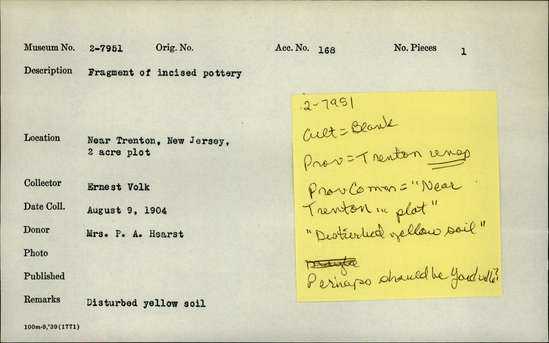 Museum No. 2-7951 Orig. No. Acc. No. 168 No. Pieces 1
Description Fragment of incised pottery
Location Near Trenton, New Jersey,
2 acre plot
Collector Ernest Volk
Date Coll. August 9, 1904
Donor Mrs. P. A. Hearst
Photo
Published
Remarks Disturbed yellow soil
100m-9,'39(1771)
2-7951
Cult = Blank
Prov = Trenton
Prov Comm = "Near
Trenton ... plot"
"Disturbed yellow soil"
Perhaps should be